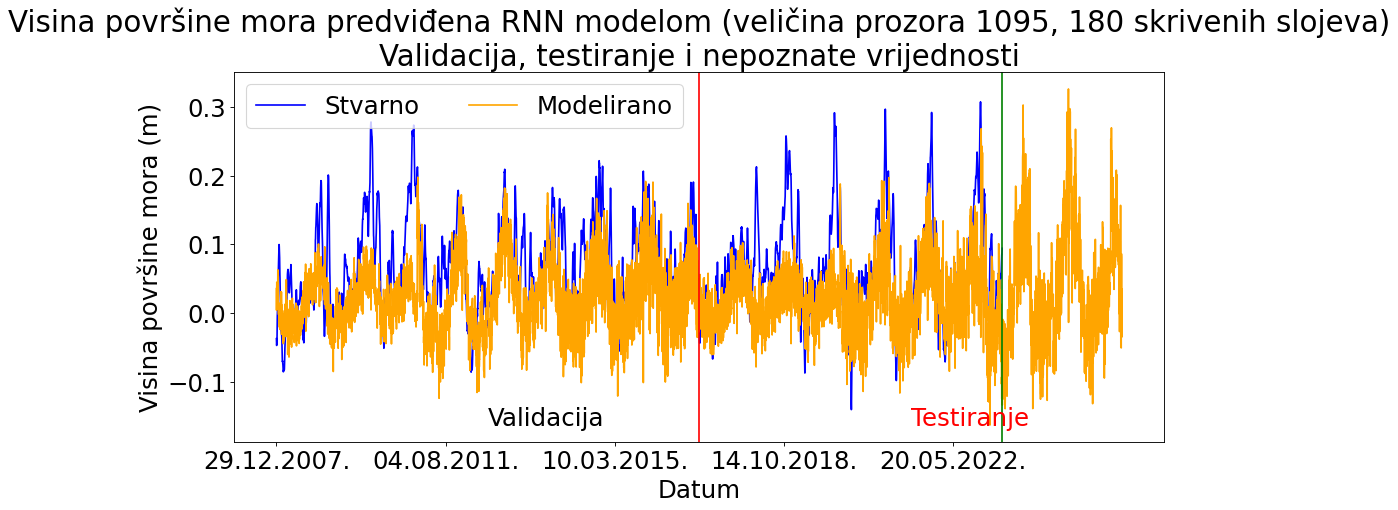 Visina površine mora predviđena RNN modelom (veličina prozora 1095, 180 skrivenih slojeva)
Validacija, testiranje i nepoznate vrijednosti
Stvarno
Modelirano
Visina površine mora (m)
0.3
0.2
0.1
0.0
−0.1
Validacija
Testiranje
29.12.2007.
04.08.2011.
10.03.2015.
14.10.2018.
20.05.2022.
Datum